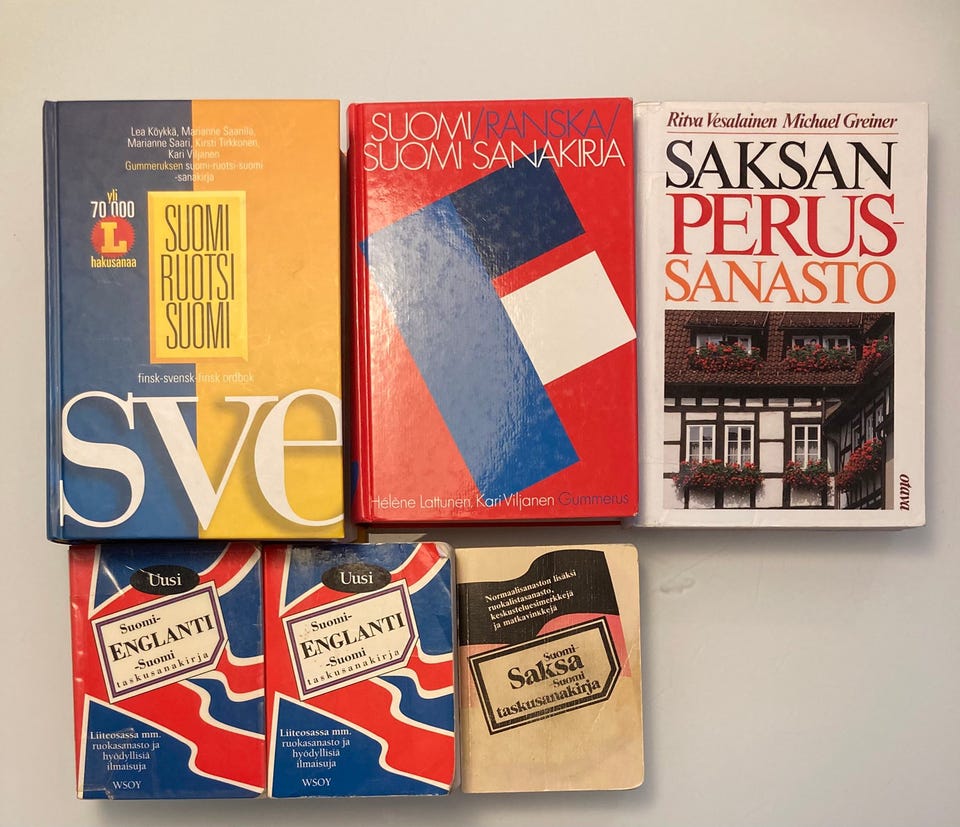 Lea Köykkä, Marianne Saanila,
Marianne Saari, Kirsti Tirkkonen,
Kari Viljanen
Gummeruksen suomi-ruotsi-suomi
-sanakirja
yli
70 000
L
hakusanaa
SUOMI
RUOTSI
SUOMI
finsk-svensk-finsk ordbok
sve
SUOMI/RANSKA/
SUOMI SANAKIRJA
Hélène Lattunen, Kari Viljanen Gummerus
Ritva Vesalainen Michael Greiner
SAKSAN
PERUS-
SANASTO
OTAVA
Uusi
Suomi-
ENGLANTI
-Suomi
taskusanakirja
Liiteosassa mm.
ruokasanasto ja
hyödyllisiä
ilmaisuja
WSOY
Uusi
Suomi-
ENGLANTI
-Suomi
taskusanakirja
Liiteosassa mm.
ruokasanasto ja
hyödyllisiä
ilmaisuja
WSOY
Normaalisanaston lisäksi
ruokalistasanasto,
keskusteluesimerkkejä
ja matkavinkkejä
Suomi-
Saksa
-Suomi
taskusanakirja